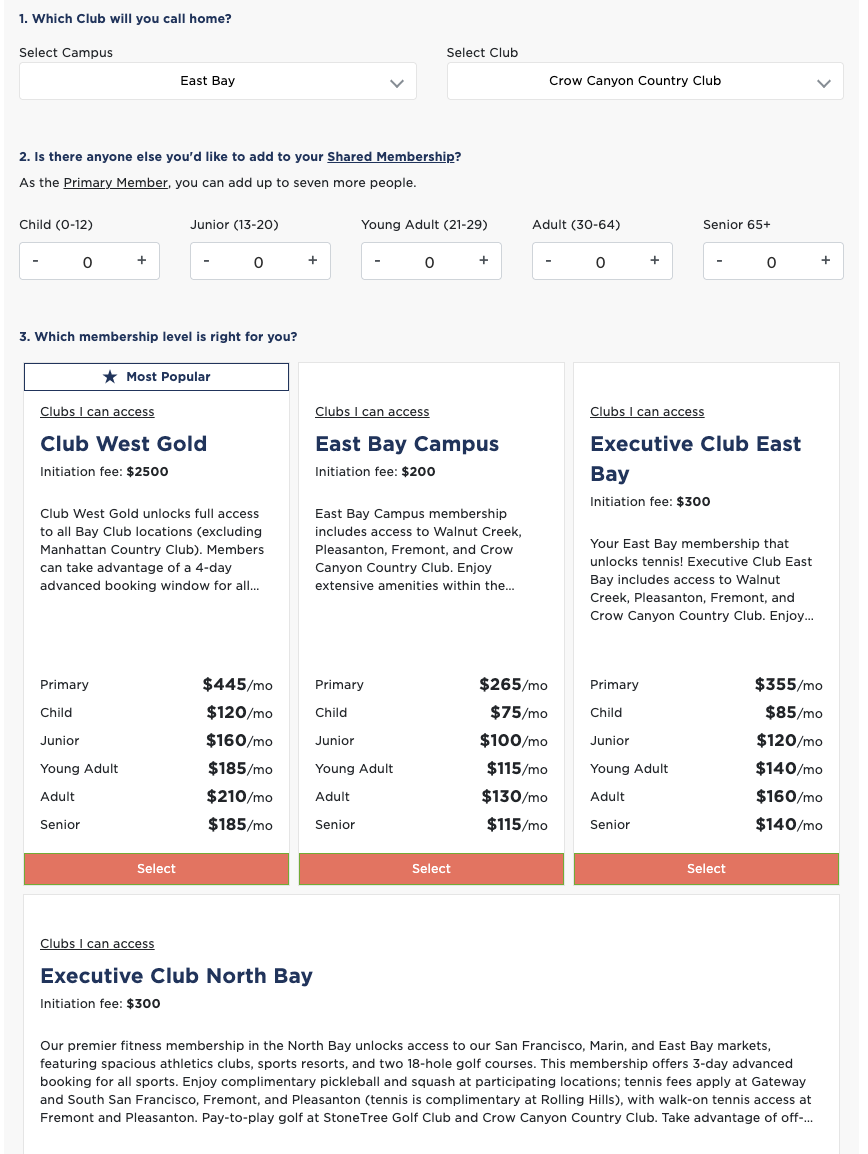 1. Which Club will you call home?
Select Campus
Select Club
East Bay
Crow Canyon Country Club
2. Is there anyone else you'd like to add to your Shared Membership?
As the Primary Member, you can add up to seven more people.
Child (0-12)
Junior (13-20)
Young Adult (21-29)
Adult (30-64)
Senior 65+
- 0 +
- 0 +
- 0 +
- 0 +
- 0 +
3. Which membership level is right for you?
★ Most Popular
Clubs I can access
Club West Gold
Initiation fee: $2500
Club West Gold unlocks full access
to all Bay Club locations (excluding
Manhattan Country Club). Members
can take advantage of a 4-day
advanced booking window for all...
Primary $445/mo
Child $120/mo
Junior $160/mo
Young Adult $185/mo
Adult $210/mo
Senior $185/mo
Select
Clubs I can access
East Bay Campus
Initiation fee: $200
East Bay Campus membership
includes access to Walnut Creek,
Pleasanton, Fremont, and Crow
Canyon Country Club. Enjoy
extensive amenities within the...
Primary $265/mo
Child $75/mo
Junior $100/mo
Young Adult $115/mo
Adult $130/mo
Senior $115/mo
Select
Clubs I can access
Executive Club East
Bay
Initiation fee: $300
Your East Bay membership that
unlocks tennis! Executive Club East
Bay includes access to Walnut
Creek, Pleasanton, Fremont, and
Crow Canyon Country Club. Enjoy...
Primary $355/mo
Child $85/mo
Junior $120/mo
Young Adult $140/mo
Adult $160/mo
Senior $140/mo
Select
Clubs I can access
Executive Club North Bay
Initiation fee: $300
Our premier fitness membership in the North Bay unlocks access to our San Francisco, Marin, and East Bay markets,
featuring spacious athletics clubs, sports resorts, and two 18-hole golf courses. This membership offers 3-day advanced
booking for all sports. Enjoy complimentary pickleball and squash at participating locations; tennis fees apply at Gateway
and South San Francisco, Fremont, and Pleasanton (tennis is complimentary at Rolling Hills), with walk-on tennis access at
Fremont and Pleasanton. Pay-to-play golf at StoneTree Golf Club and Crow Canyon Country Club. Take advantage of off-...